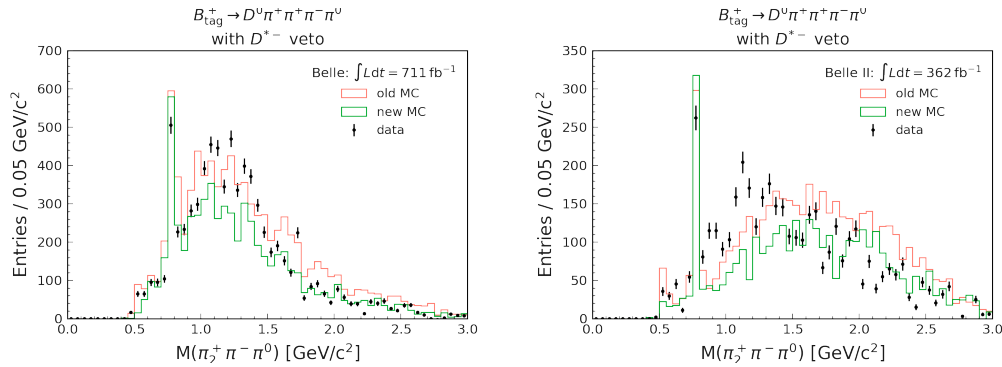 B⁺tag → D⁰π⁺π⁺π⁻π⁰
with D*⁻ veto
Entries / 0.05 GeV/c²
700
600
500
400
300
200
100
0
Belle: ∫Ldt = 711 fb⁻¹
old MC
new MC
data
0.0 0.5 1.0 1.5 2.0 2.5 3.0
M(π₂⁺π⁻π⁰) [GeV/c²]
B⁺tag → D⁰π⁺π⁺π⁻π⁰
with D*⁻ veto
Entries / 0.05 GeV/c²
350
300
250
200
150
100
50
0
Belle II: ∫Ldt = 362 fb⁻¹
old MC
new MC
data
0.0 0.5 1.0 1.5 2.0 2.5 3.0
M(π₂⁺π⁻π⁰) [GeV/c²]